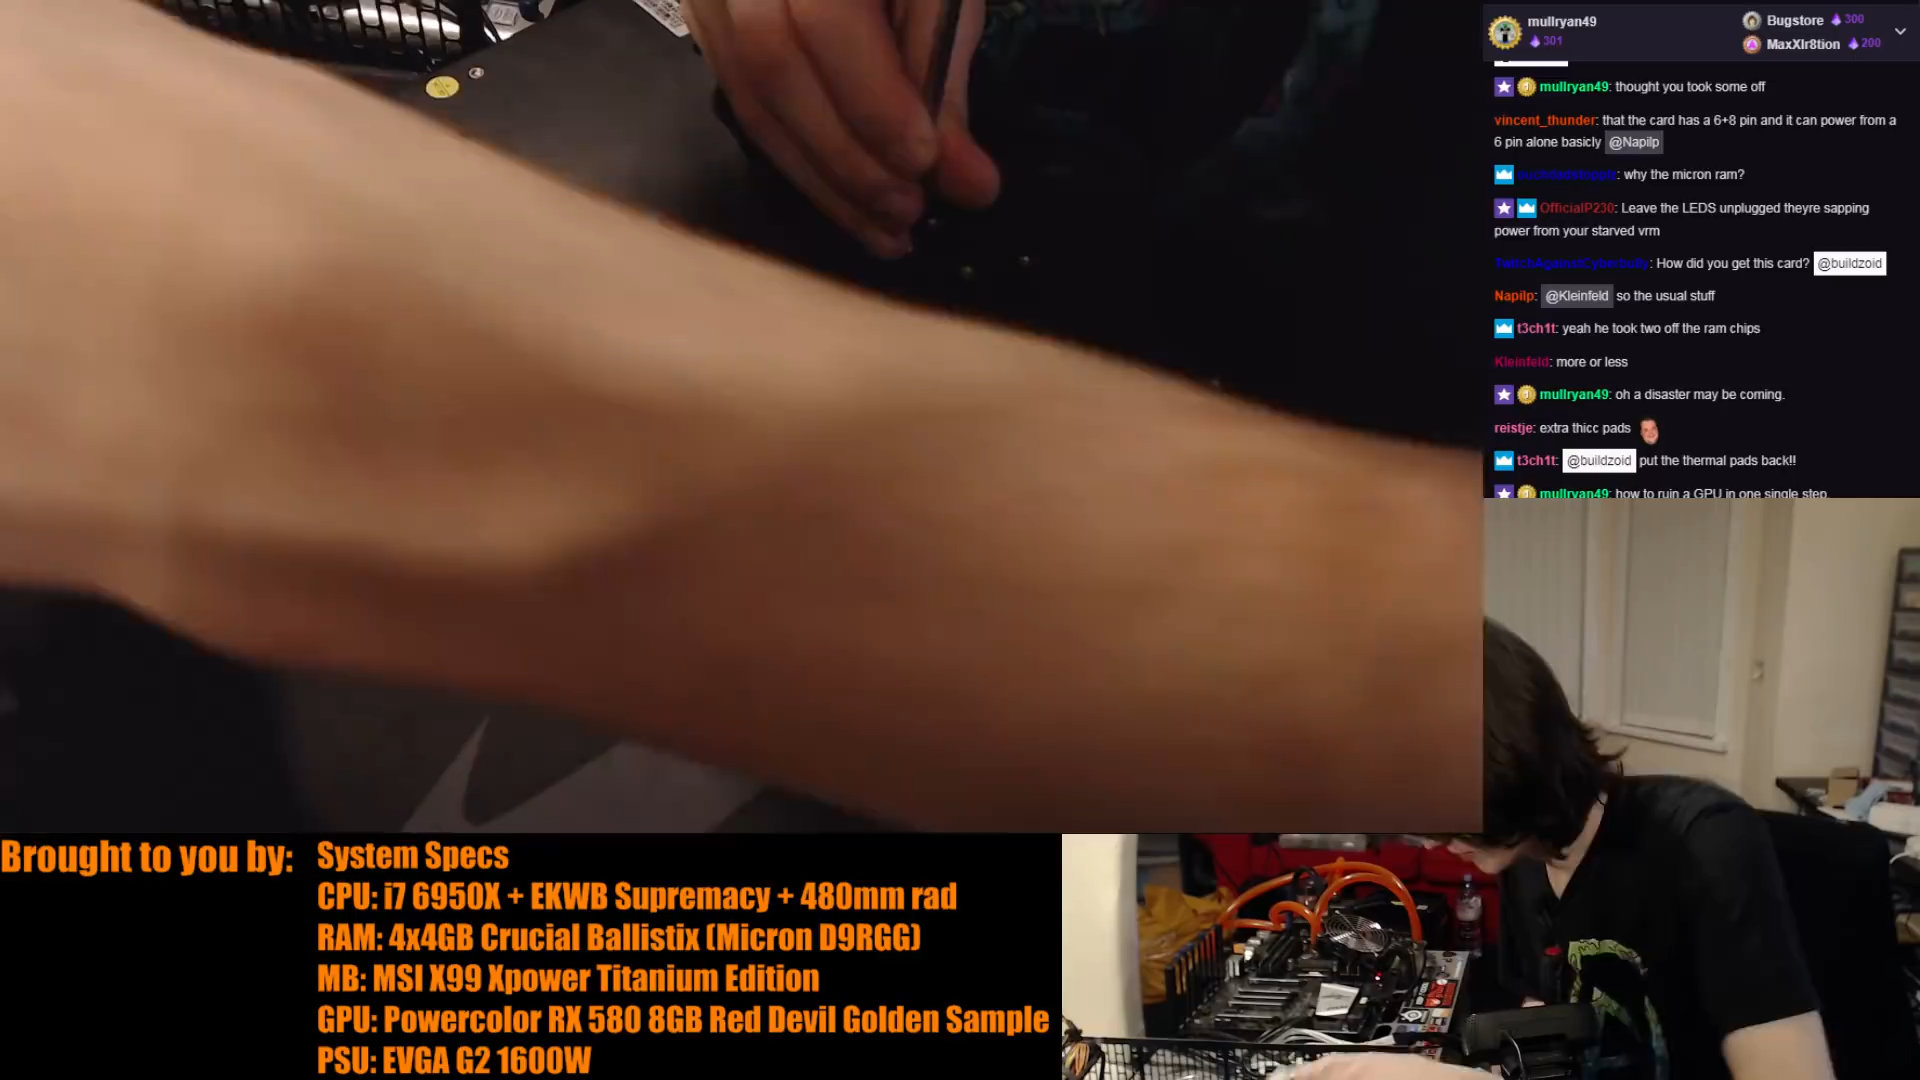 mullryan49
301
Bugstore 300
MaxXIr8tion 200
mullryan49: thought you took some off
vincent_thunder: that the card has a 6+8 pin and it can power from a
6 pin alone basicly @Napilp
: why the micron ram?
OfficialP230: Leave the LEDS unplugged theyre sapping
power from your starved vrm
TwitchAgainstCyberbully: How did you get this card? @buildzoid
Napilp: @Kleinfeld so the usual stuff
t3ch1t: yeah he took two off the ram chips
Kleinfeld: more or less
mullryan49: oh a disaster may be coming.
reistje: extra thicc pads
t3ch1t: @buildzoid put the thermal pads back!!
mullryan49: how to ruin a GPU in one single step.
Brought to you by:
System Specs
CPU: i7 6950X + EKWB Supremacy + 480mm rad
RAM: 4x4GB Crucial Ballistix (Micron D9RGG)
MB: MSI X99 Xpower Titanium Edition
GPU: Powercolor RX 580 8GB Red Devil Golden Sample
PSU: EVGA G2 1600W